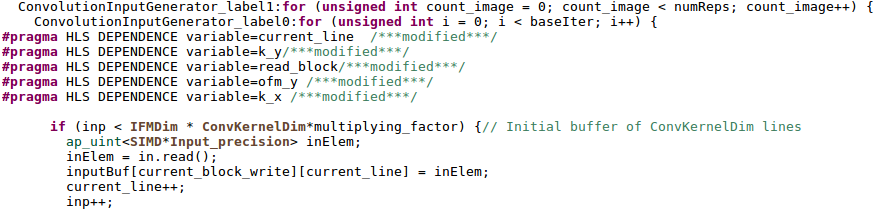 ConvolutionInputGenerator_label1:for (unsigned int count_image = 0; count_image < numReps; count_image++) {
ConvolutionInputGenerator_label0:for (unsigned int i = 0; i < baseIter; i++) {
#pragma HLS DEPENDENCE variable=current_line  /***modified***/
#pragma HLS DEPENDENCE variable=k_y/***modified***/
#pragma HLS DEPENDENCE variable=read_block/***modified***/
#pragma HLS DEPENDENCE variable=ofm_y /***modified***/
#pragma HLS DEPENDENCE variable=k_x /***modified***/
if (inp < IFMDim * ConvKernelDim*multiplying_factor) {// Initial buffer of ConvKernelDim lines
ap_uint<SIMD*Input_precision> inElem;
inElem = in.read();
inputBuf[current_block_write][current_line] = inElem;
current_line++;
inp++;